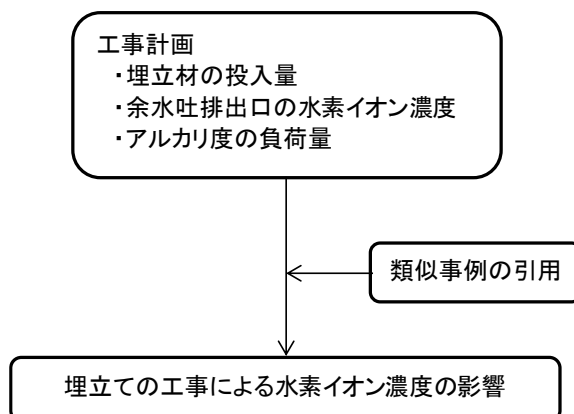 工事計画
・埋立材の投入量
・余水吐排出口の水素イオン濃度
・アルカリ度の負荷量
類似事例の引用
埋立ての工事による水素イオン濃度の影響